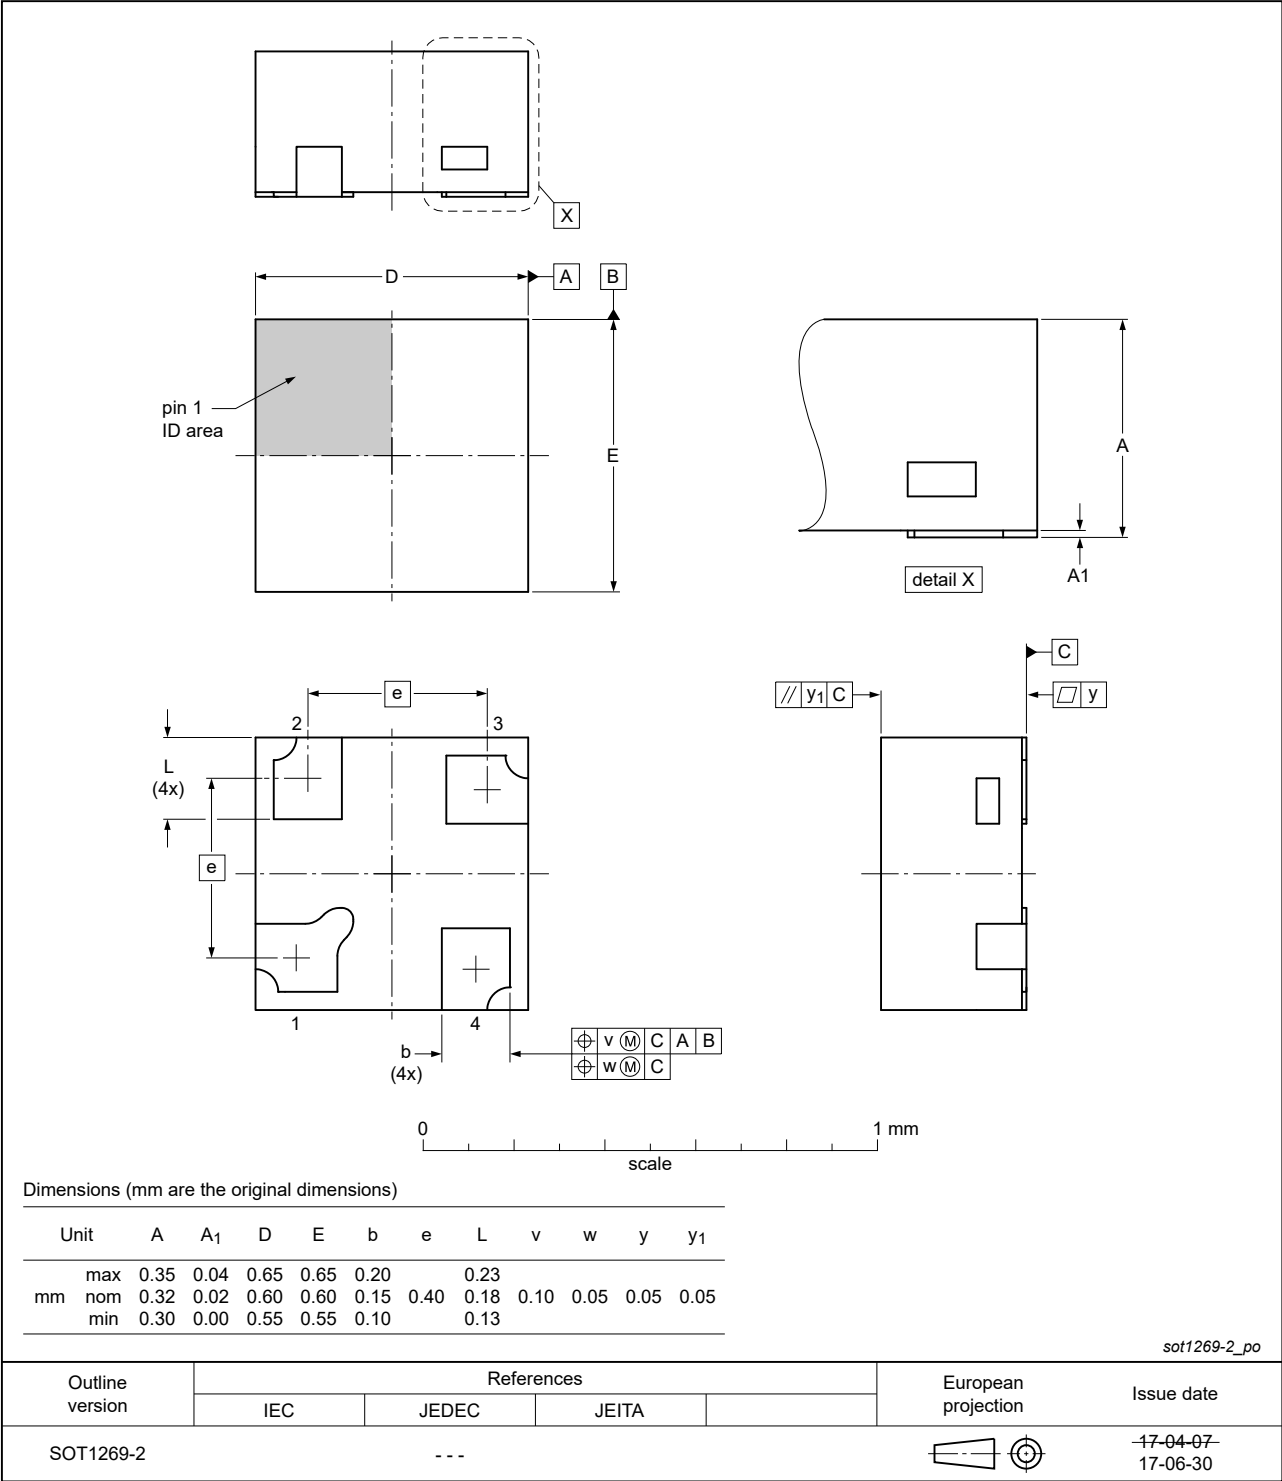 X
D
A
B
pin 1
ID area
E
A
A1
detail X
C
// y1 C
y
e
2
3
L
(4x)
e
1
4
b
(4x)
v M C A B
w M C
0
1 mm
scale
Dimensions (mm are the original dimensions)
Unit A A1 D E b e L v w y y1
max 0.35 0.04 0.65 0.65 0.20 0.23
mm nom 0.32 0.02 0.60 0.60 0.15 0.40 0.18 0.10 0.05 0.05 0.05
min 0.30 0.00 0.55 0.55 0.10 0.13
sot1269-2_po
Outline
version
References
IEC JEDEC JEITA
European
projection
Issue date
SOT1269-2
- - -
17-04-07
17-06-30